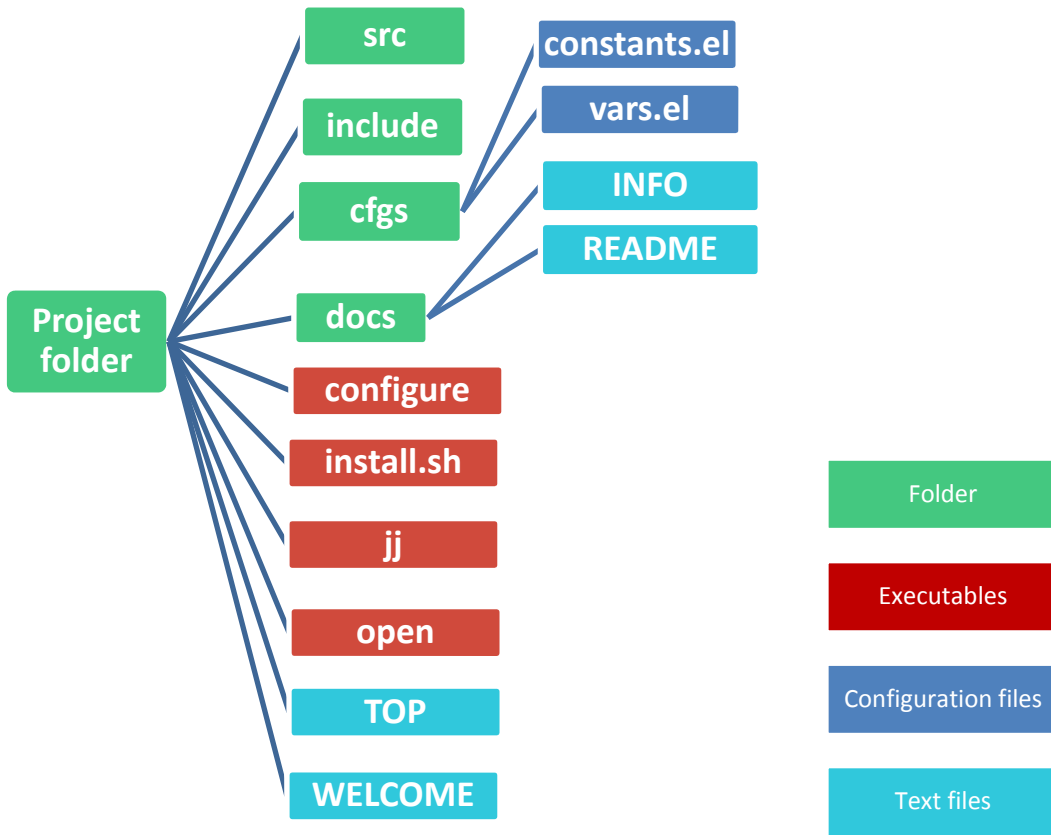 src
include
cfgs
docs
configure
install.sh
jj
open
TOP
WELCOME
Project
folder
constants.el
vars.el
INFO
README
Folder
Executables
Configuration files
Text files